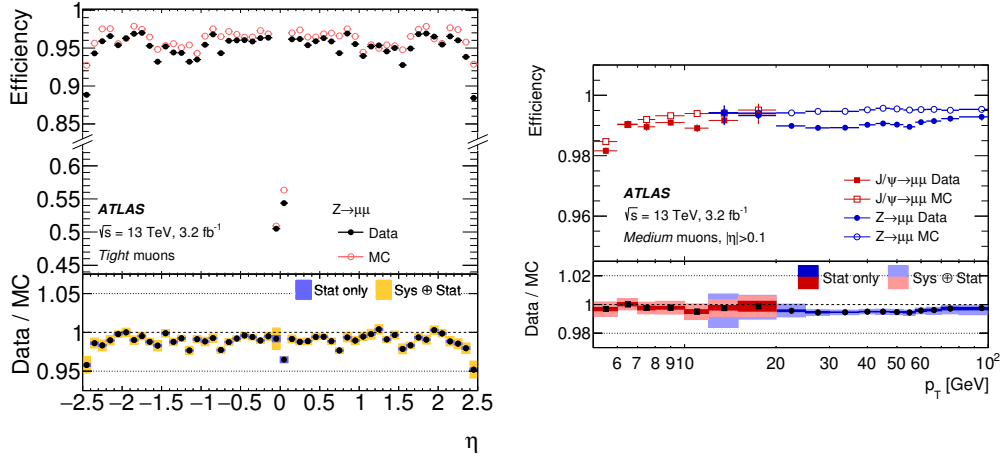 Efficiency
1
0.95
0.9
0.85
0.6
0.55
0.5
0.45
ATLAS
√s = 13 TeV, 3.2 fb⁻¹
Tight muons
Z→μμ
Data
MC
Data / MC
1.05
1
0.95
Stat only
Sys ⊕ Stat
−2.5 −2 −1.5 −1 −0.5 0 0.5 1 1.5 2 2.5
η
Efficiency
1
0.98
0.96
ATLAS
√s = 13 TeV, 3.2 fb⁻¹
Medium muons, |η|>0.1
J/ψ→μμ Data
J/ψ→μμ MC
Z→μμ Data
Z→μμ MC
Data / MC
1.02
1
0.98
Stat only
Sys ⊕ Stat
6 7 8 910 20 30 40 50 60 10²
p_T [GeV]